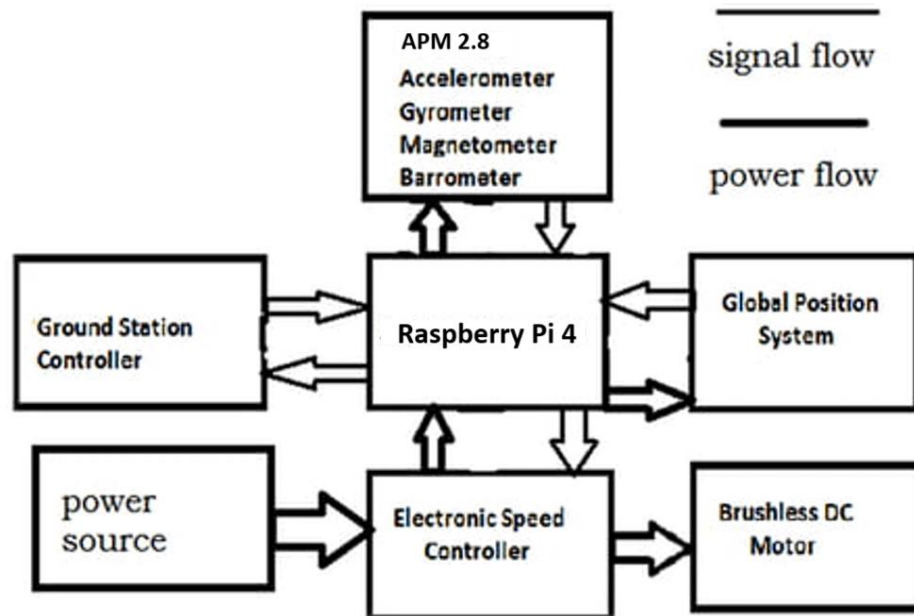 APM 2.8
Accelerometer
Gyrometer
Magnetometer
Barrometer
signal flow
power flow
Ground Station
Controller
Raspberry Pi 4
Global Position
System
power
source
Electronic Speed
Controller
Brushless DC
Motor